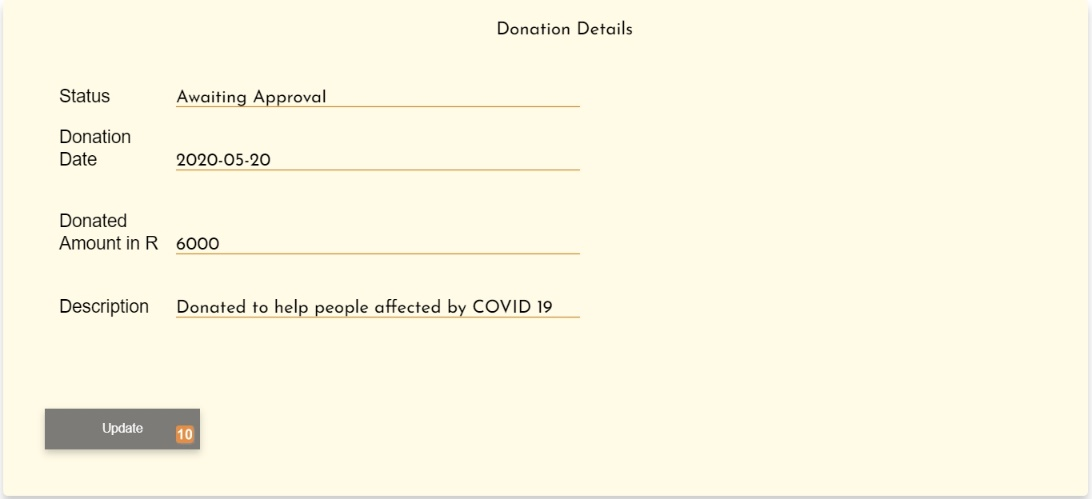 Donation Details
Status Awaiting Approval
Donation
Date 2020-05-20
Donated
Amount in R 6000
Description Donated to help people affected by COVID 19
Update 10